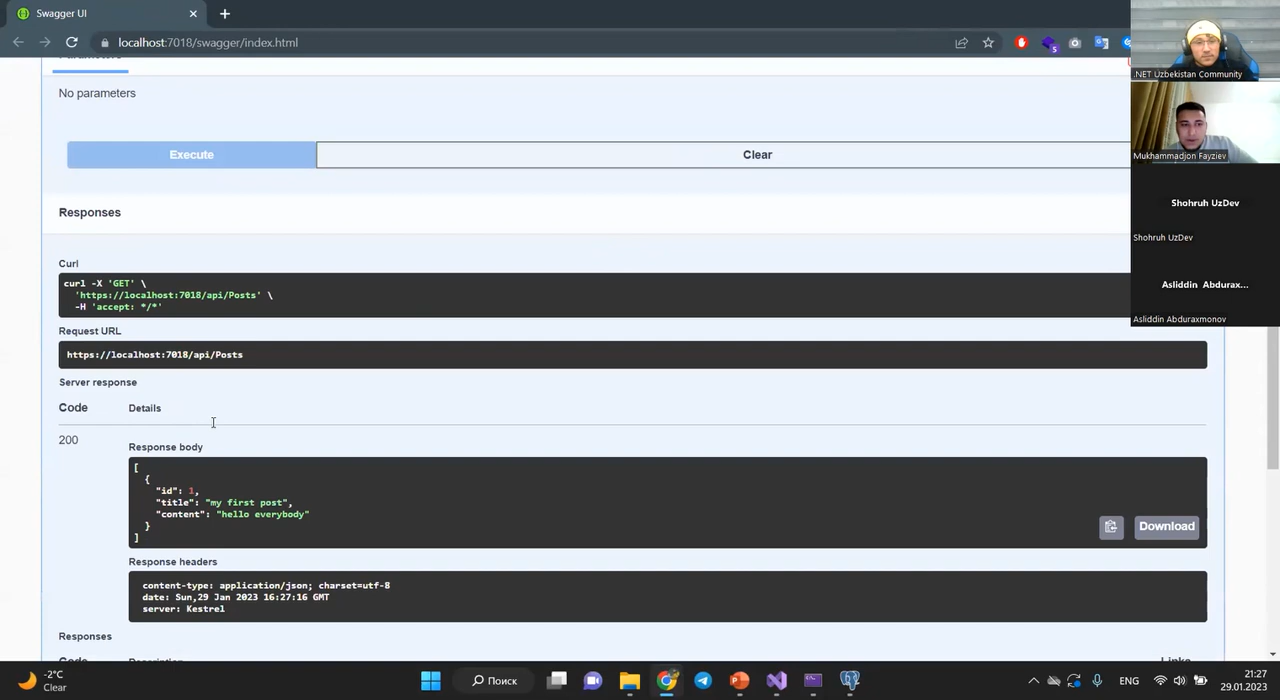 Swagger UI
localhost:7018/swagger/index.html
5
.NET Uzbekistan Community
Mukhammadjon Fayziev
Shohruh UzDev
Shohruh UzDev
Asliddin Abdurax...
Asliddin Abduraxmonov
No parameters
Execute
Clear
Responses
Curl
curl -X 'GET' \
'https://localhost:7018/api/Posts' \
-H 'accept: */*'
Request URL
https://localhost:7018/api/Posts
Server response
Code Details
200
Response body
[
{
"id": 1,
"title": "my first post",
"content": "hello everybody"
}
]
Download
Response headers
content-type: application/json; charset=utf-8
date: Sun,29 Jan 2023 16:27:16 GMT
server: Kestrel
Responses
Code Description Links
-2°C
Clear
Поиск
ENG
21:27
29.01.2023